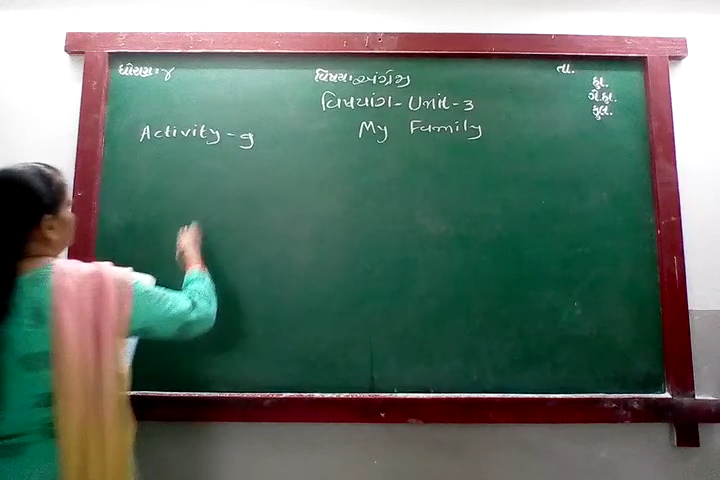 ધોરણ:-૪
વિષય:-અંગ્રેજી
તા.
વિષયાંગ-Unit-3
કુ.
ગે.હા.
કુલ.
Activity-9
My Family